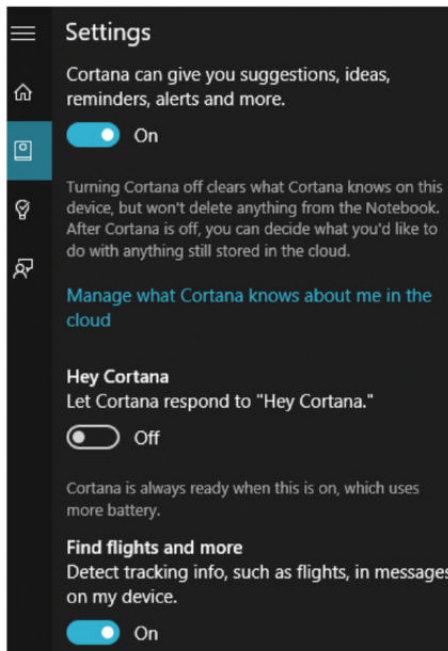 Settings
Cortana can give you suggestions, ideas,
reminders, alerts and more.
On
Turning Cortana off clears what Cortana knows on this
device, but won't delete anything from the Notebook.
After Cortana is off, you can decide what you'd like to
do with anything still stored in the cloud.
Manage what Cortana knows about me in the
cloud
Hey Cortana
Let Cortana respond to "Hey Cortana."
Off
Cortana is always ready when this is on, which uses
more battery.
Find flights and more
Detect tracking info, such as flights, in messages
on my device.
On